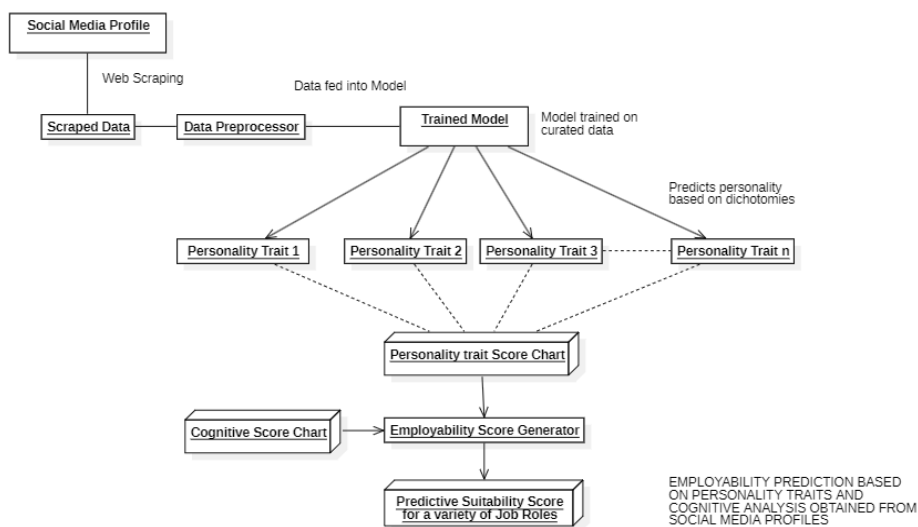 Social Media Profile
Web Scraping
Data fed into Model
Scraped Data
Data Preprocessor
Trained Model
Model trained on
curated data
Predicts personality
based on dichotomies
Personality Trait 1
Personality Trait 2
Personality Trait 3
Personality Trait n
Personality trait Score Chart
Cognitive Score Chart
Employability Score Generator
Predictive Suitability Score
for a variety of Job Roles
EMPLOYABILITY PREDICTION BASED
ON PERSONALITY TRAITS AND
COGNITIVE ANALYSIS OBTAINED FROM
SOCIAL MEDIA PROFILES